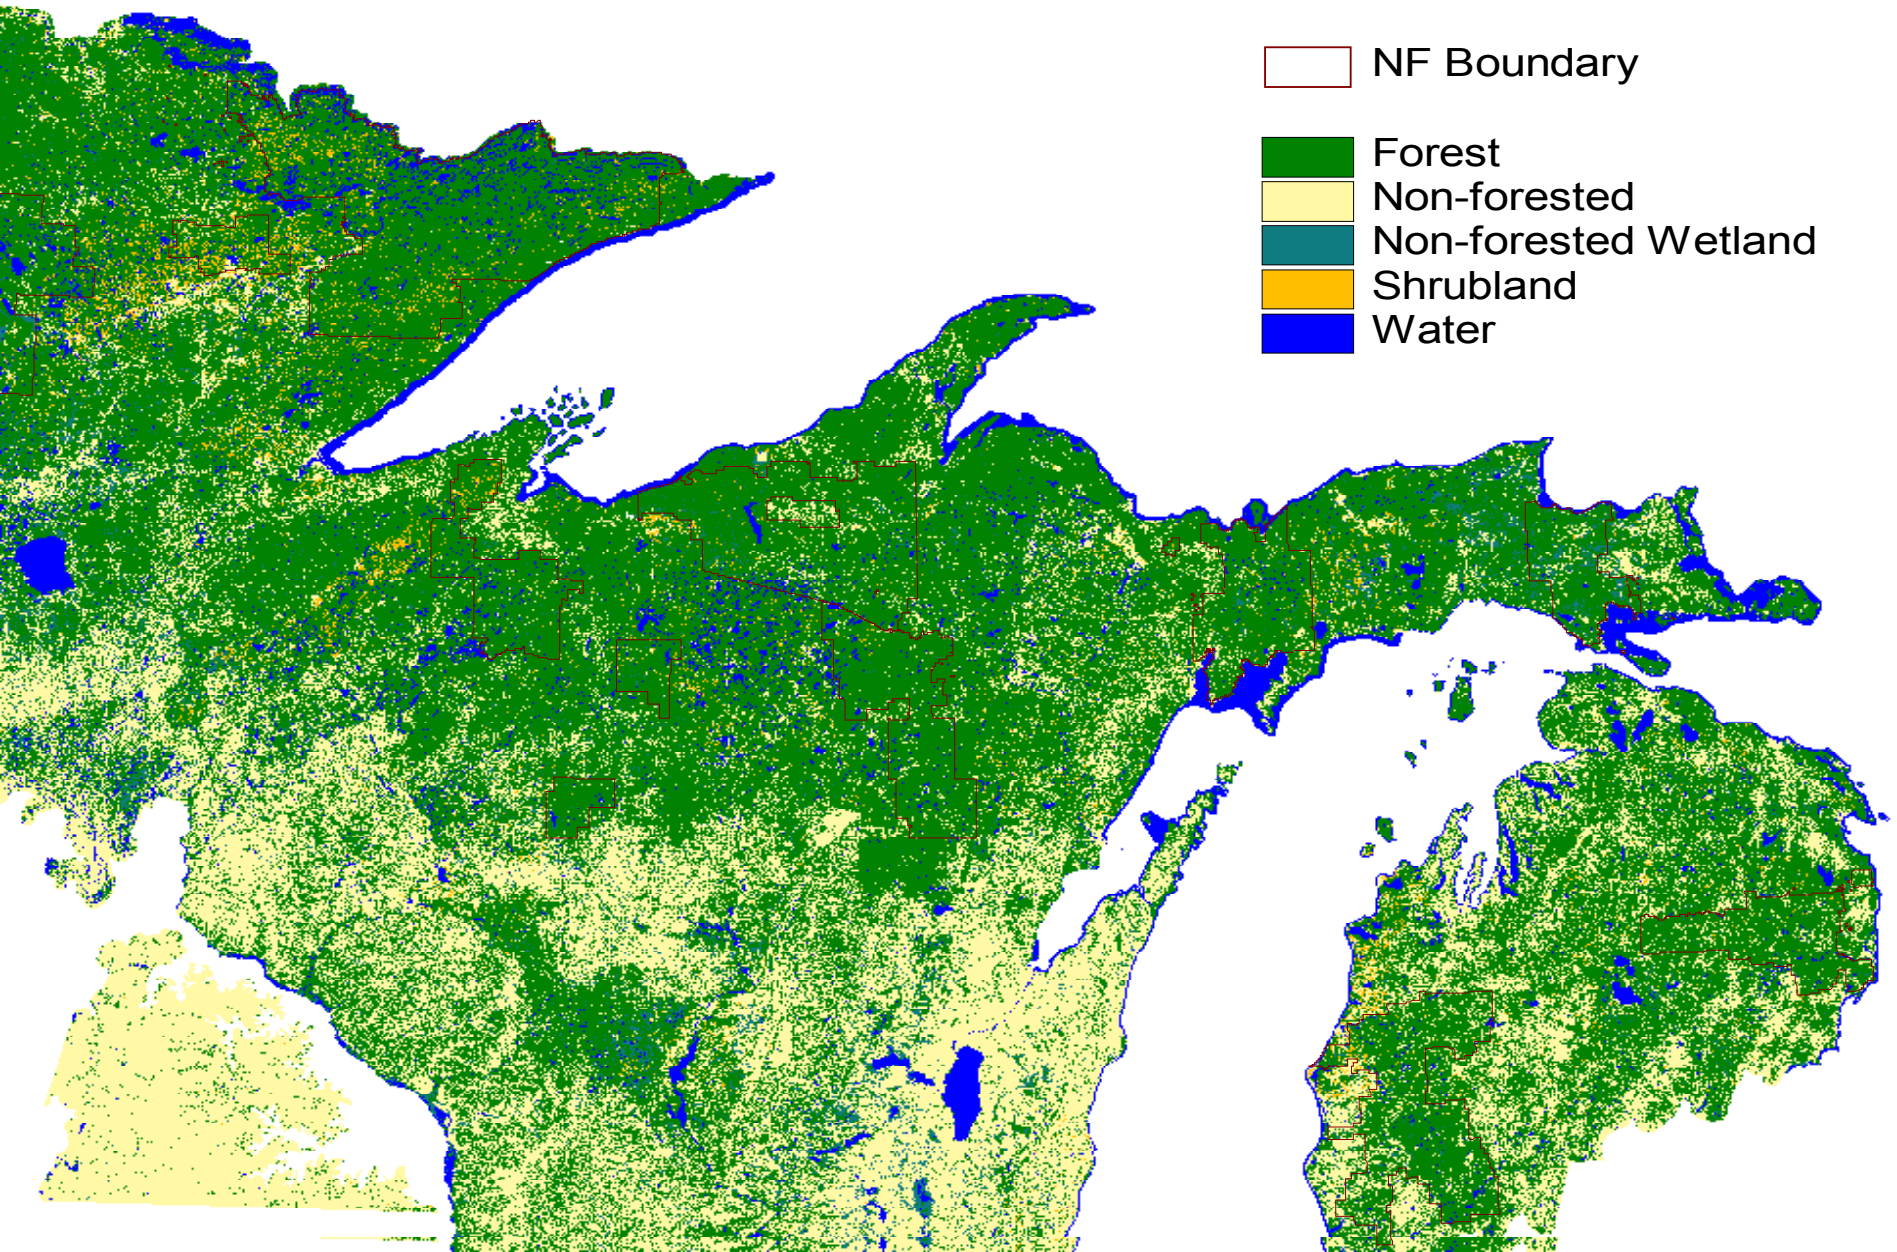 NF Boundary
Forest
Non-forested
Non-forested Wetland
Shrubland
Water